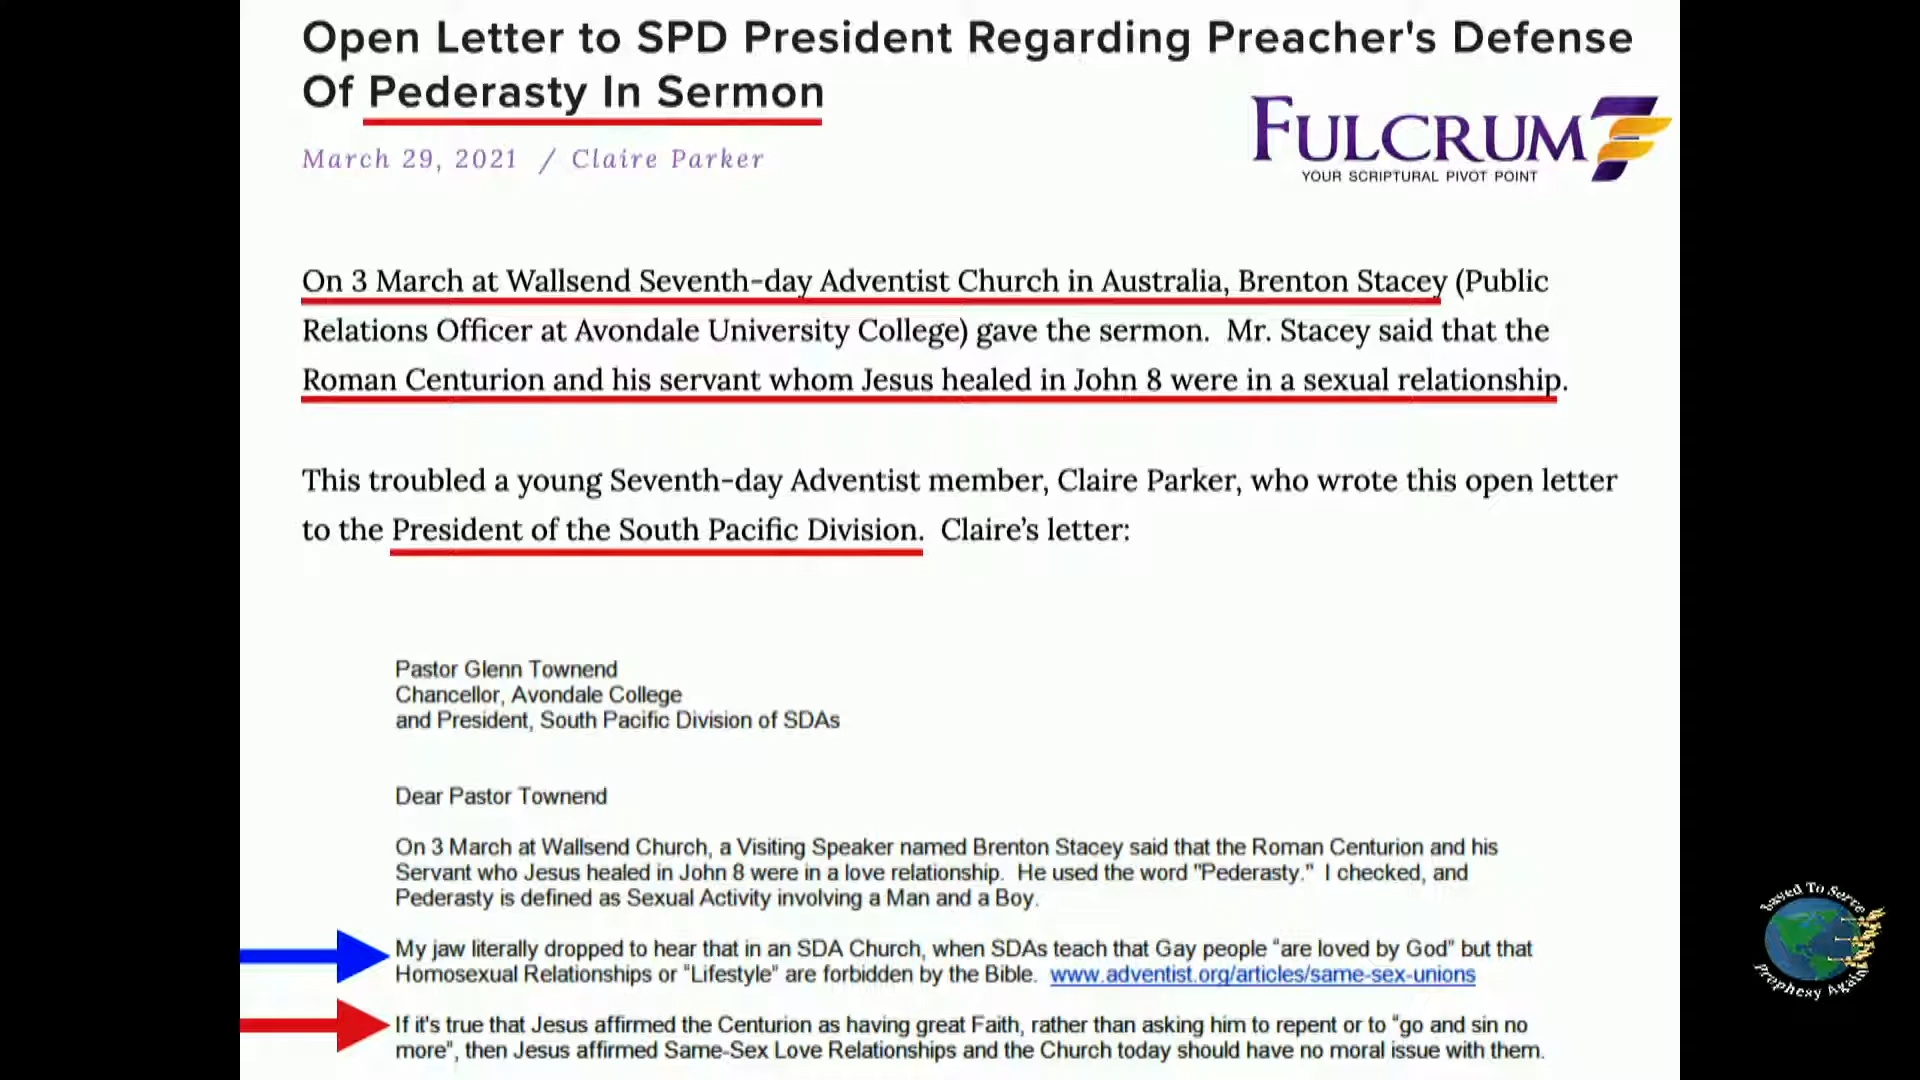 Open Letter to SPD President Regarding Preacher's Defense
Of Pederasty In Sermon
March 29, 2021 / Claire Parker
FULCRUM7
YOUR SCRIPTURAL PIVOT POINT
On 3 March at Wallsend Seventh-day Adventist Church in Australia, Brenton Stacey (Public
Relations Officer at Avondale University College) gave the sermon. Mr. Stacey said that the
Roman Centurion and his servant whom Jesus healed in John 8 were in a sexual relationship.
This troubled a young Seventh-day Adventist member, Claire Parker, who wrote this open letter
to the President of the South Pacific Division. Claire’s letter:
Pastor Glenn Townend
Chancellor, Avondale College
and President, South Pacific Division of SDAs
Dear Pastor Townend
On 3 March at Wallsend Church, a Visiting Speaker named Brenton Stacey said that the Roman Centurion and his
Servant who Jesus healed in John 8 were in a love relationship. He used the word "Pederasty." I checked, and
Pederasty is defined as Sexual Activity involving a Man and a Boy.
My jaw literally dropped to hear that in an SDA Church, when SDAs teach that Gay people "are loved by God" but that
Homosexual Relationships or "Lifestyle" are forbidden by the Bible. www.adventist.org/articles/same-sex-unions
If it's true that Jesus affirmed the Centurion as having great Faith, rather than asking him to repent or to "go and sin no
more", then Jesus affirmed Same-Sex Love Relationships and the Church today should have no moral issue with them.
Saved To Serve
Prophesy Again